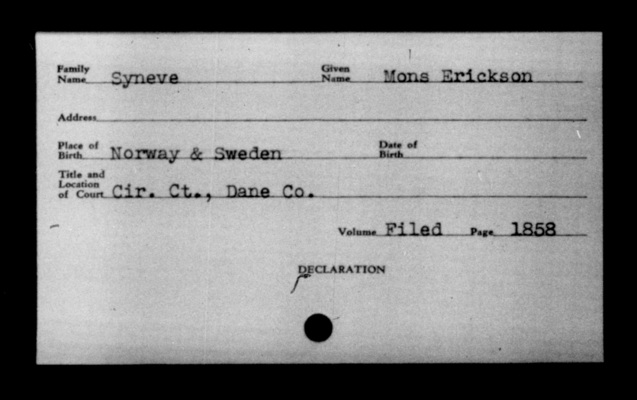 Family Name Syneve Given Name Mons Erickson
Address
Place of Birth Norway & Sweden Date of Birth
Title and Location of Court Cir. Ct., Dane Co.
Volume Filed Page 1858
DECLARATION